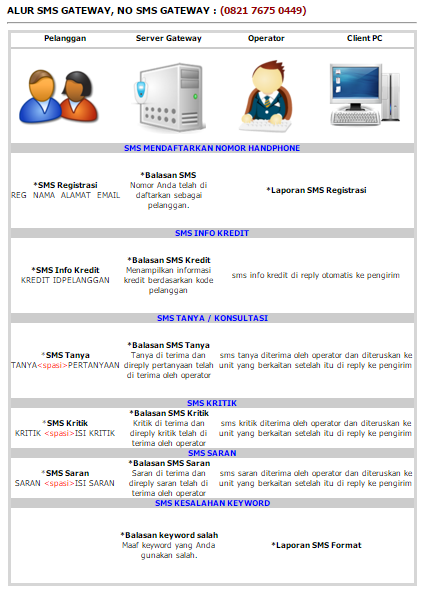 ALUR SMS GATEWAY, NO SMS GATEWAY : (0821 7675 0449)
Pelanggan
Server Gateway
Operator
Client PC
SMS MENDAFTARKAN NOMOR HANDPHONE
*SMS Registrasi
REG NAMA ALAMAT EMAIL
*Balasan SMS
Nomor Anda telah di
daftarkan sebagai
pelanggan.
*Laporan SMS Registrasi
SMS INFO KREDIT
*SMS Info Kredit
KREDIT IDPELANGGAN
*Balasan SMS Kredit
Menampilkan informasi
kredit berdasarkan kode
pelanggan
sms info kredit di reply otomatis ke pengirim
SMS TANYA / KONSULTASI
*SMS Tanya
TANYA<spasi>PERTANYAAN
*Balasan SMS Tanya
Tanya di terima dan
direply pertanyaan telah
di terima oleh operator
sms tanya diterima oleh operator dan diteruskan ke
unit yang berkaitan setelah itu di reply ke pengirim
SMS KRITIK
*SMS Kritik
KRITIK <spasi>ISI KRITIK
*Balasan SMS Kritik
Kritik di terima dan
direply kritik telah di
terima oleh operator
sms kritik diterima oleh operator dan diteruskan ke
unit yang berkaitan setelah itu di reply ke pengirim
SMS SARAN
*SMS Saran
SARAN <spasi>ISI SARAN
*Balasan SMS Saran
Saran di terima dan
direply saran telah di
terima oleh operator
sms saran diterima oleh operator dan diteruskan ke
unit yang berkaitan setelah itu di reply ke pengirim
SMS KESALAHAN KEYWORD
*Balasan keyword salah
Maaf keyword yang Anda
gunakan salah.
*Laporan SMS Format